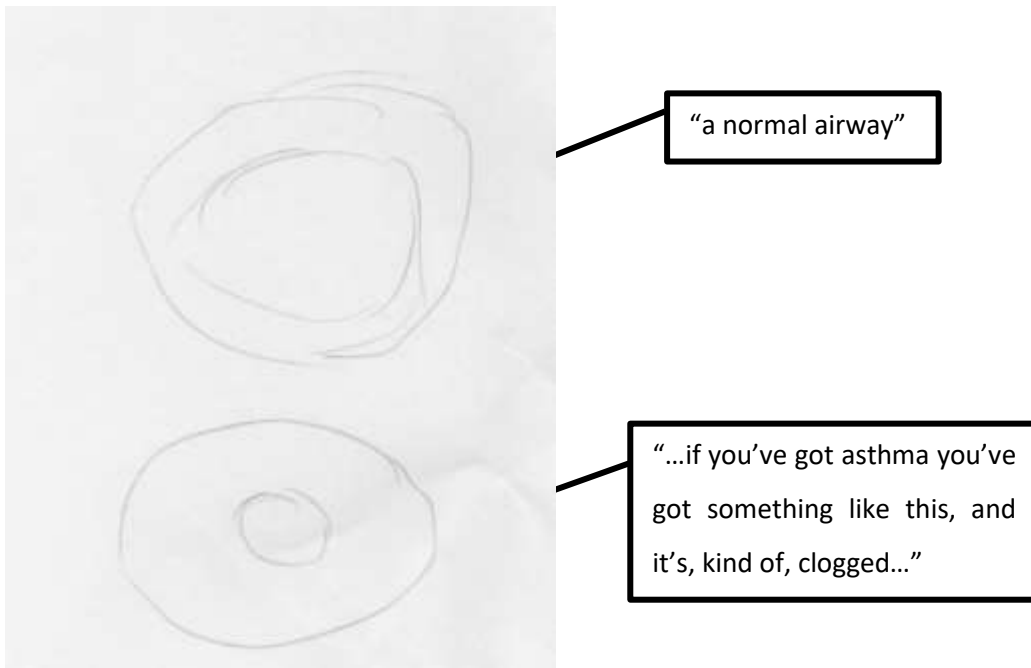 “a normal airway”
“…if you’ve got asthma you’ve
got something like this, and
it’s, kind of, clogged…”